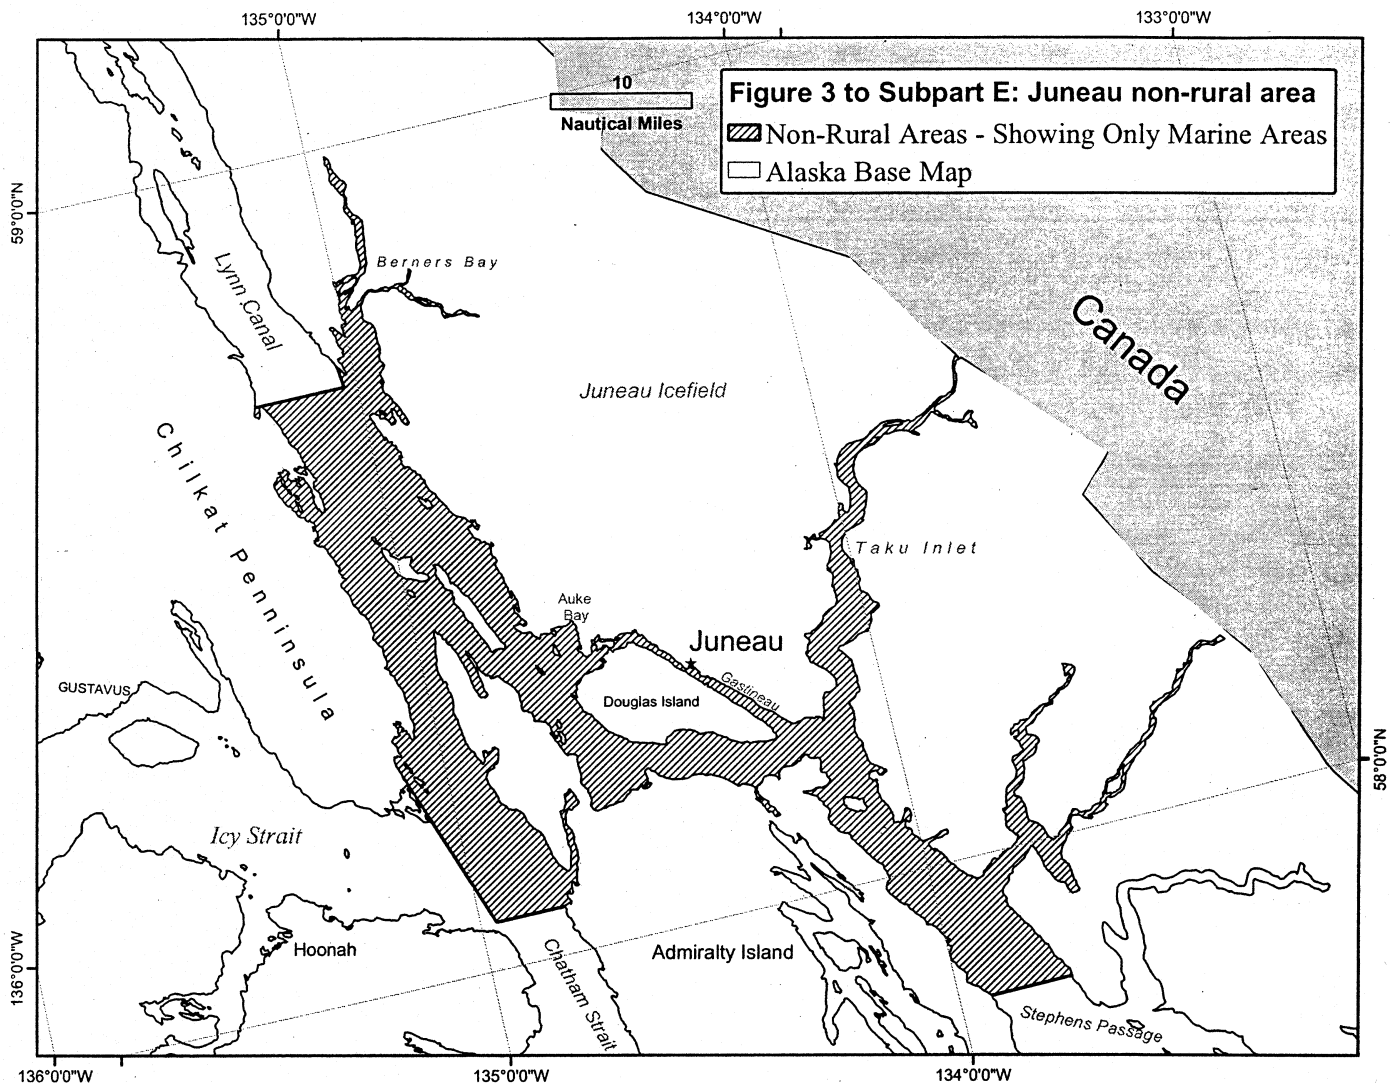 135°0'0"W
134°0'0"W
133°0'0"W
10
Nautical Miles
Figure 3 to Subpart E: Juneau non-rural area
Non-Rural Areas - Showing Only Marine Areas
Alaska Base Map
59°0'0"N
Berners Bay
Lynn Canal
Canada
Juneau Icefield
Chilkat Penninsula
Taku Inlet
Auke
Bay
Juneau
Gastineau
GUSTAVUS
Douglas Island
58°0'0"N
Icy Strait
Hoonah
Admiralty Island
Chatham Strait
Stephens Passage
136°0'0"W
136°0'0"W
135°0'0"W
134°0'0"W